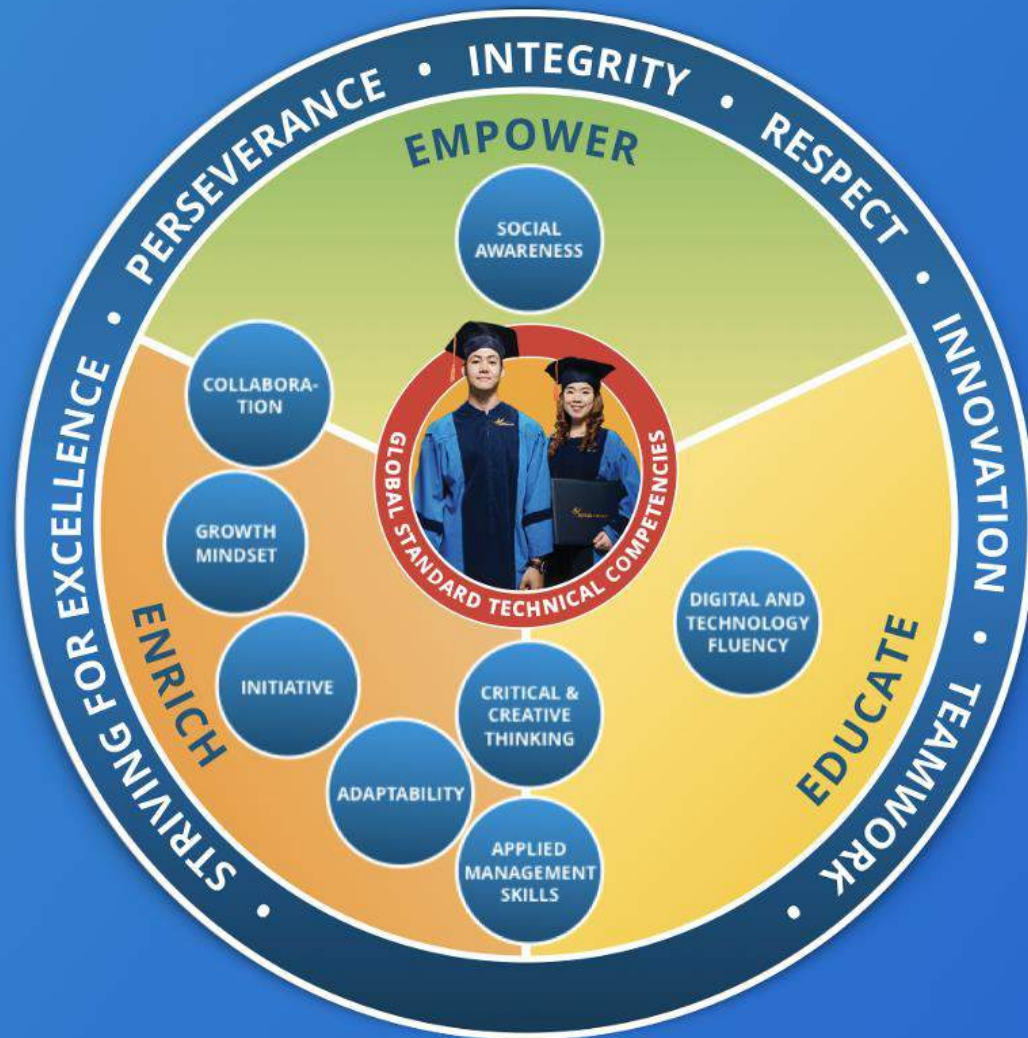 STRIVING FOR EXCELLENCE • PERSEVERANCE • INTEGRITY • RESPECT • INNOVATION • TEAMWORK •
EMPOWER
SOCIAL
AWARENESS
COLLABORA-
TION
GROWTH
MINDSET
INITIATIVE
ADAPTABILITY
ENRICH
GLOBAL STANDARD TECHNICAL COMPETENCIES
CRITICAL &
CREATIVE
THINKING
APPLIED
MANAGEMENT
SKILLS
DIGITAL AND
TECHNOLOGY
FLUENCY
EDUCATE